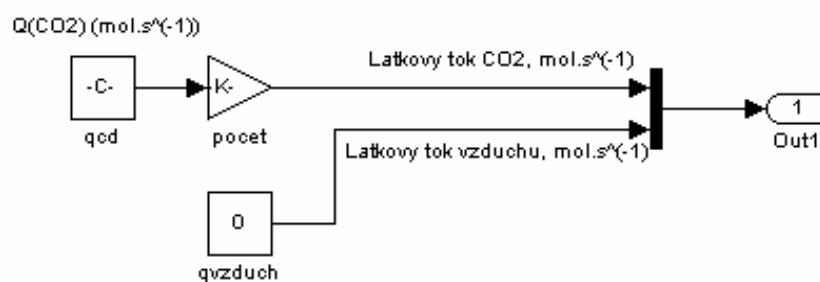 Q(CO2) (mol.s^(-1))
Latkovy tok CO2, mol.s^(-1)
-C-
K-
1
qcd
pocet
Out1
Latkovy tok vzduchu, mol.s^(-1)
0
qvzduch